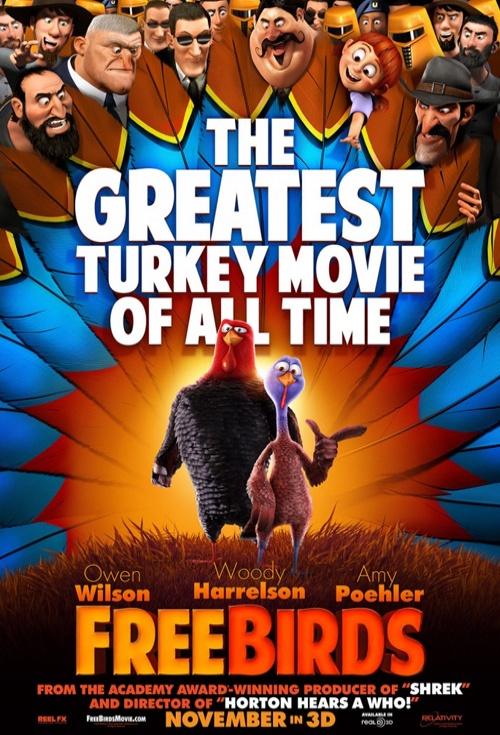 THE
GREATEST
TURKEY MOVIE
OF ALL TIME
Owen Wilson
Woody Harrelson
Amy Poehler
FREEBIRDS
FROM THE ACADEMY AWARD-WINNING PRODUCER OF "SHREK"
AND DIRECTOR OF "HORTON HEARS A WHO!"
REEL FX
FREEBIRDSMOVIE.COM
NOVEMBER IN 3D
AVAILABLE IN
REAL D 3D
RELATIVITY